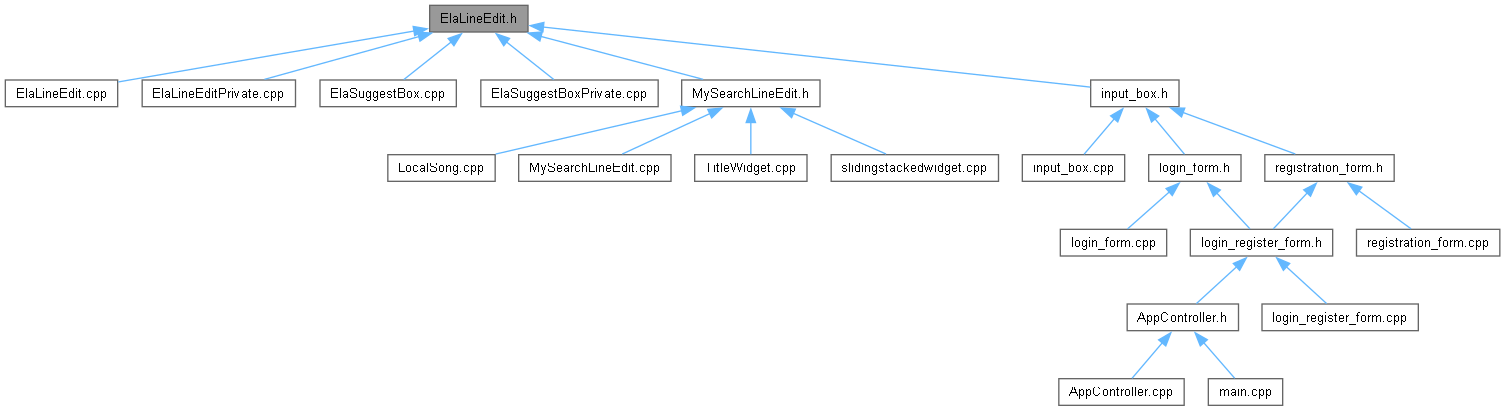 ElaLineEdit.h
ElaLineEdit.cpp
ElaLineEditPrivate.cpp
ElaSuggestBox.cpp
ElaSuggestBoxPrivate.cpp
MySearchLineEdit.h
input_box.h
LocalSong.cpp
MySearchLineEdit.cpp
TitleWidget.cpp
slidingstackedwidget.cpp
input_box.cpp
login_form.h
registration_form.h
login_form.cpp
login_register_form.h
registration_form.cpp
AppController.h
login_register_form.cpp
AppController.cpp
main.cpp